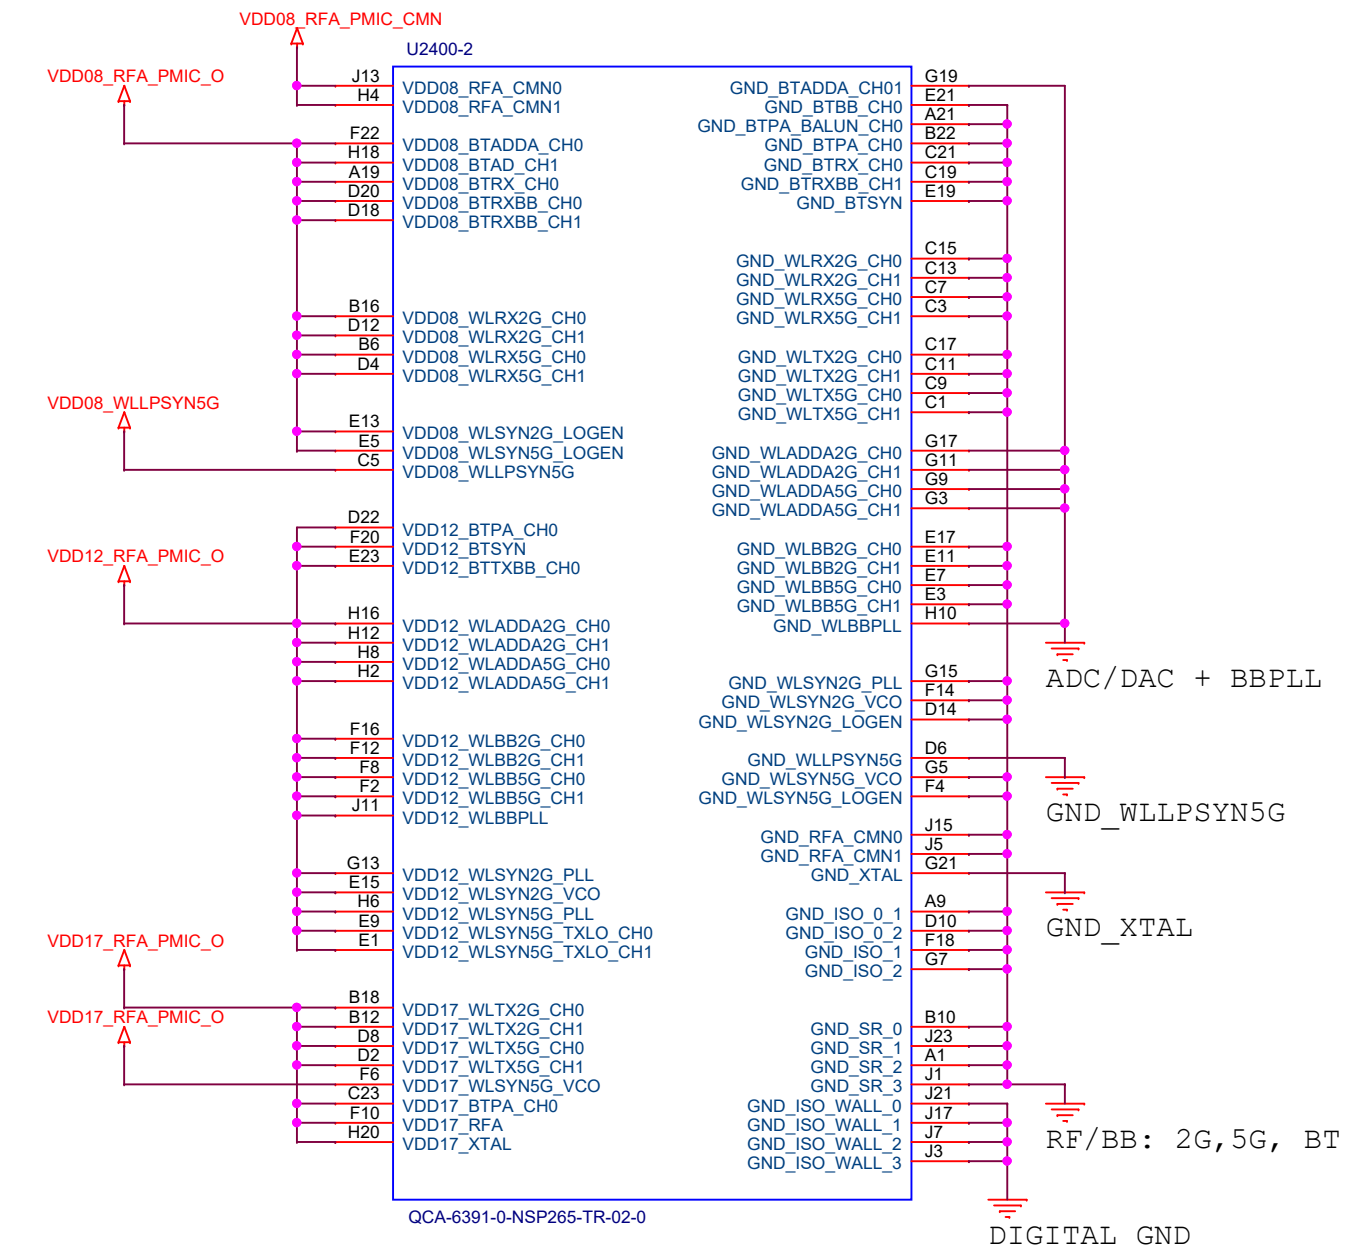 VDD08_RFA_PMIC_CMN
U2400-2
VDD08_RFA_PMIC_O
J13 VDD08_RFA_CMN0
H4 VDD08_RFA_CMN1
F22 VDD08_BTADDA_CH0
H18 VDD08_BTAD_CH1
A19 VDD08_BTRX_CH0
D20 VDD08_BTRXBB_CH0
D18 VDD08_BTRXBB_CH1
B16 VDD08_WLRX2G_CH0
D12 VDD08_WLRX2G_CH1
B6 VDD08_WLRX5G_CH0
D4 VDD08_WLRX5G_CH1
VDD08_WLLPSYN5G
E13 VDD08_WLSYN2G_LOGEN
E5 VDD08_WLSYN5G_LOGEN
C5 VDD08_WLLPSYN5G
D22 VDD12_BTPA_CH0
F20 VDD12_BTSYN
E23 VDD12_BTTXBB_CH0
VDD12_RFA_PMIC_O
H16 VDD12_WLADDA2G_CH0
H12 VDD12_WLADDA2G_CH1
H8 VDD12_WLADDA5G_CH0
H2 VDD12_WLADDA5G_CH1
F16 VDD12_WLBB2G_CH0
F12 VDD12_WLBB2G_CH1
F8 VDD12_WLBB5G_CH0
F2 VDD12_WLBB5G_CH1
J11 VDD12_WLBBPLL
G13 VDD12_WLSYN2G_PLL
E15 VDD12_WLSYN2G_VCO
H6 VDD12_WLSYN5G_PLL
E9 VDD12_WLSYN5G_TXLO_CH0
E1 VDD12_WLSYN5G_TXLO_CH1
VDD17_RFA_PMIC_O
VDD17_RFA_PMIC_O
B18 VDD17_WLTX2G_CH0
B12 VDD17_WLTX2G_CH1
D8 VDD17_WLTX5G_CH0
D2 VDD17_WLTX5G_CH1
F6 VDD17_WLSYN5G_VCO
C23 VDD17_BTPA_CH0
F10 VDD17_RFA
H20 VDD17_XTAL
GND_BTADDA_CH01 G19
GND_BTBB_CH0 E21
GND_BTPA_BALUN_CH0 A21
GND_BTPA_CH0 B22
GND_BTRX_CH0 C21
GND_BTRXBB_CH1 C19
GND_BTSYN E19
GND_WLRX2G_CH0 C15
GND_WLRX2G_CH1 C13
GND_WLRX5G_CH0 C7
GND_WLRX5G_CH1 C3
GND_WLTX2G_CH0 C17
GND_WLTX2G_CH1 C11
GND_WLTX5G_CH0 C9
GND_WLTX5G_CH1 C1
GND_WLADDA2G_CH0 G17
GND_WLADDA2G_CH1 G11
GND_WLADDA5G_CH0 G9
GND_WLADDA5G_CH1 G3
GND_WLBB2G_CH0 E17
GND_WLBB2G_CH1 E11
GND_WLBB5G_CH0 E7
GND_WLBB5G_CH1 E3
GND_WLBBPLL H10
ADC/DAC + BBPLL
GND_WLSYN2G_PLL G15
GND_WLSYN2G_VCO F14
GND_WLSYN2G_LOGEN D14
GND_WLLPSYN5G D6
GND_WLSYN5G_VCO G5
GND_WLSYN5G_LOGEN F4
GND_WLLPSYN5G
GND_RFA_CMN0 J15
GND_RFA_CMN1 J5
GND_XTAL G21
GND_XTAL
GND_ISO_0_1 A9
GND_ISO_0_2 D10
GND_ISO_1 F18
GND_ISO_2 G7
GND_SR_0 B10
GND_SR_1 J23
GND_SR_2 A1
GND_SR_3 J1
GND_ISO_WALL_0 J21
GND_ISO_WALL_1 J17
GND_ISO_WALL_2 J7
GND_ISO_WALL_3 J3
RF/BB: 2G,5G, BT
QCA-6391-0-NSP265-TR-02-0
DIGITAL GND